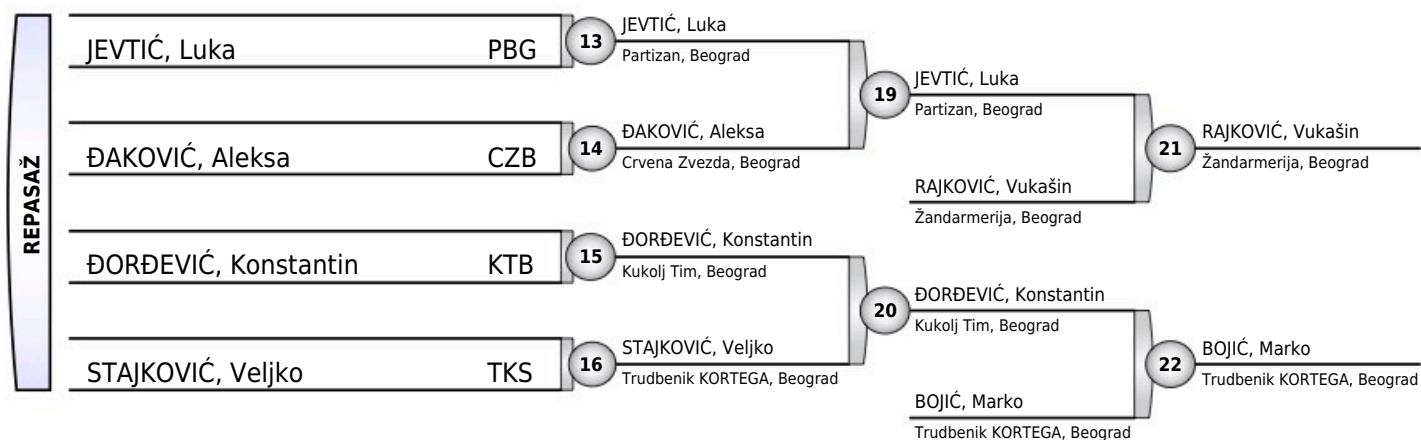 REPASAŽ
JEVTIĆ, Luka PBG
13
JEVTIĆ, Luka
Partizan, Beograd
ĐAKOVIĆ, Aleksa CZB
14
ĐAKOVIĆ, Aleksa
Crvena Zvezda, Beograd
19
JEVTIĆ, Luka
Partizan, Beograd
RAJKOVIĆ, Vukašin
Žandarmerija, Beograd
21
RAJKOVIĆ, Vukašin
Žandarmerija, Beograd
ĐORĐEVIĆ, Konstantin KTB
15
ĐORĐEVIĆ, Konstantin
Kukolj Tim, Beograd
STAJKOVIĆ, Veljko TKS
16
STAJKOVIĆ, Veljko
Trudbenik KORTEGA, Beograd
20
ĐORĐEVIĆ, Konstantin
Kukolj Tim, Beograd
BOJIĆ, Marko
Trudbenik KORTEGA, Beograd
22
BOJIĆ, Marko
Trudbenik KORTEGA, Beograd